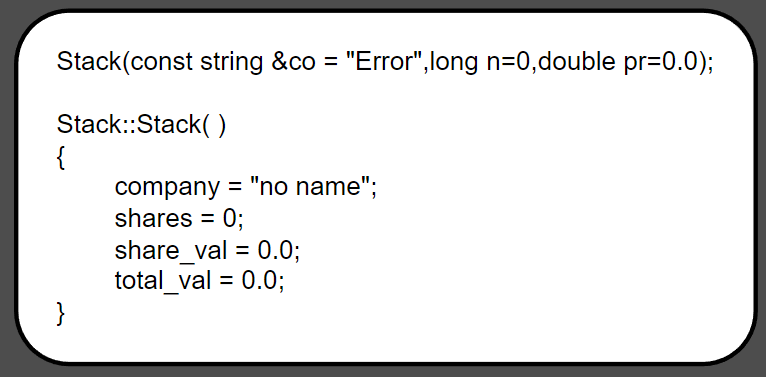 Stack(const string &co = "Error",long n=0,double pr=0.0);
Stack::Stack( )
{
company = "no name";
shares = 0;
share_val = 0.0;
total_val = 0.0;
}